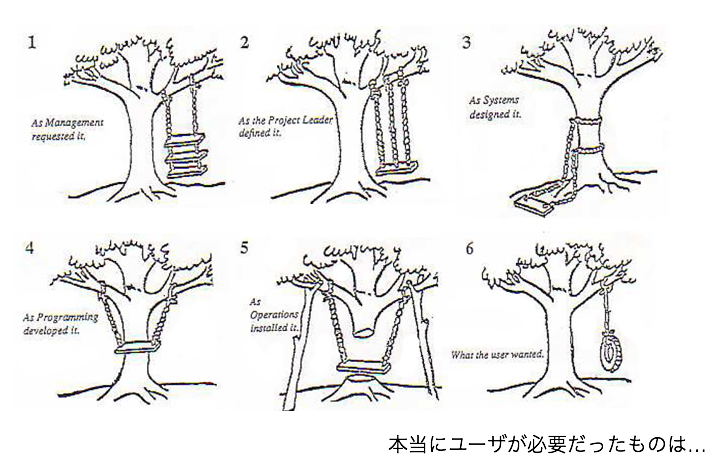 1
As Management
requested it.
2
As the Project Leader
defined it.
3
As Systems
designed it.
4
As Programming
developed it.
5
As
Operations
installed it.
6
What the user wanted.
本当にユーザが必要だったものは…